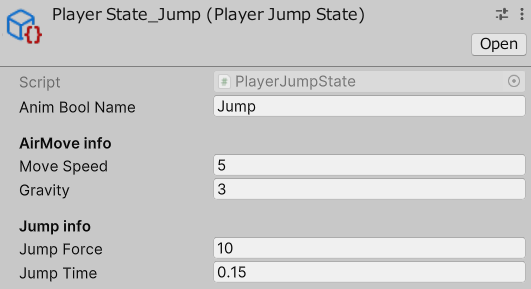 Player State_Jump (Player Jump State)
Open
Script # PlayerJumpState
Anim Bool Name Jump
AirMove info
Move Speed 5
Gravity 3
Jump info
Jump Force 10
Jump Time 0.15